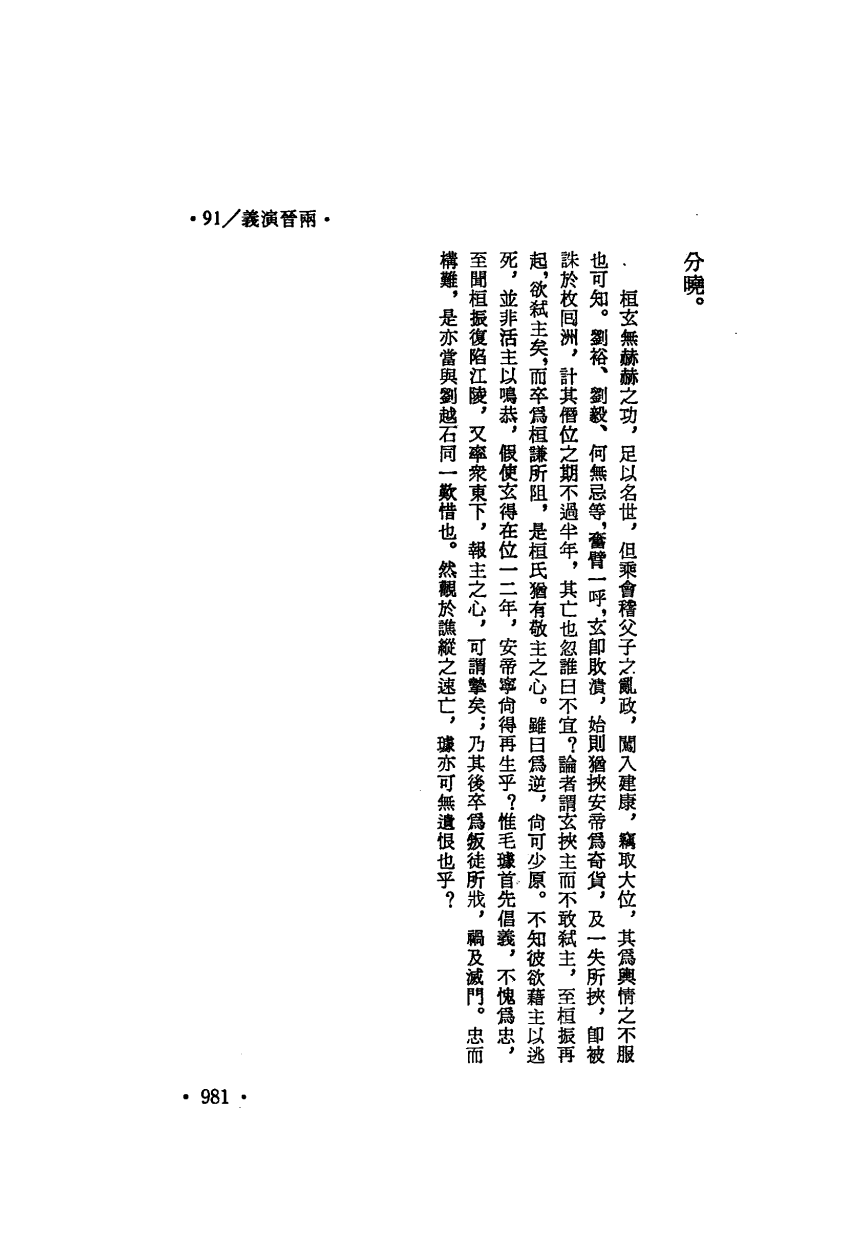 •91／義演晉兩•
分曉。
桓玄無赫赫之功，足以名世，但乘會稽父子之亂政，闖入建康，竊取大位，其爲輿情之不服
也可知。劉裕、劉毅、何無忌等，奮臂一呼，玄卽敗潰，始則猶挾安帝爲奇貨，及一失所挾，卽被
誅於枚囘洲，計其僭位之期不過半年，其亡也忽誰曰不宜？論者謂玄挾主而不敢弒主，至桓振再
起，欲弒主矣，而卒爲桓謙所阻，是桓氏猶有敬主之心。雖曰爲逆，尙可少原。不知彼欲藉主以逃
死，並非活主以鳴恭，假使玄得在位一二年，安帝寧尙得再生乎？惟毛璩首先倡義，不愧爲忠，
至聞桓振復陷江陵，又率衆東下，報主之心，可謂摯矣；乃其後卒爲叛徒所戕，禍及滅門。忠而
構難，是亦當與劉越石同一歎惜也。然觀於譙縱之速亡，璩亦可無遺恨也乎？
•981•